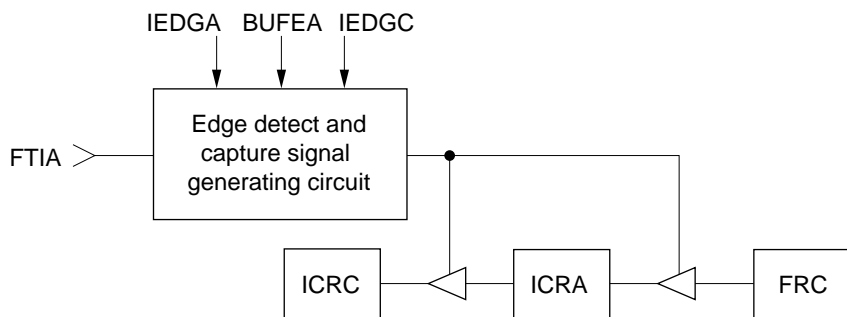 IEDGA BUFEA IEDGC
FTIA
Edge detect and
capture signal
generating circuit
ICRC ICRA FRC